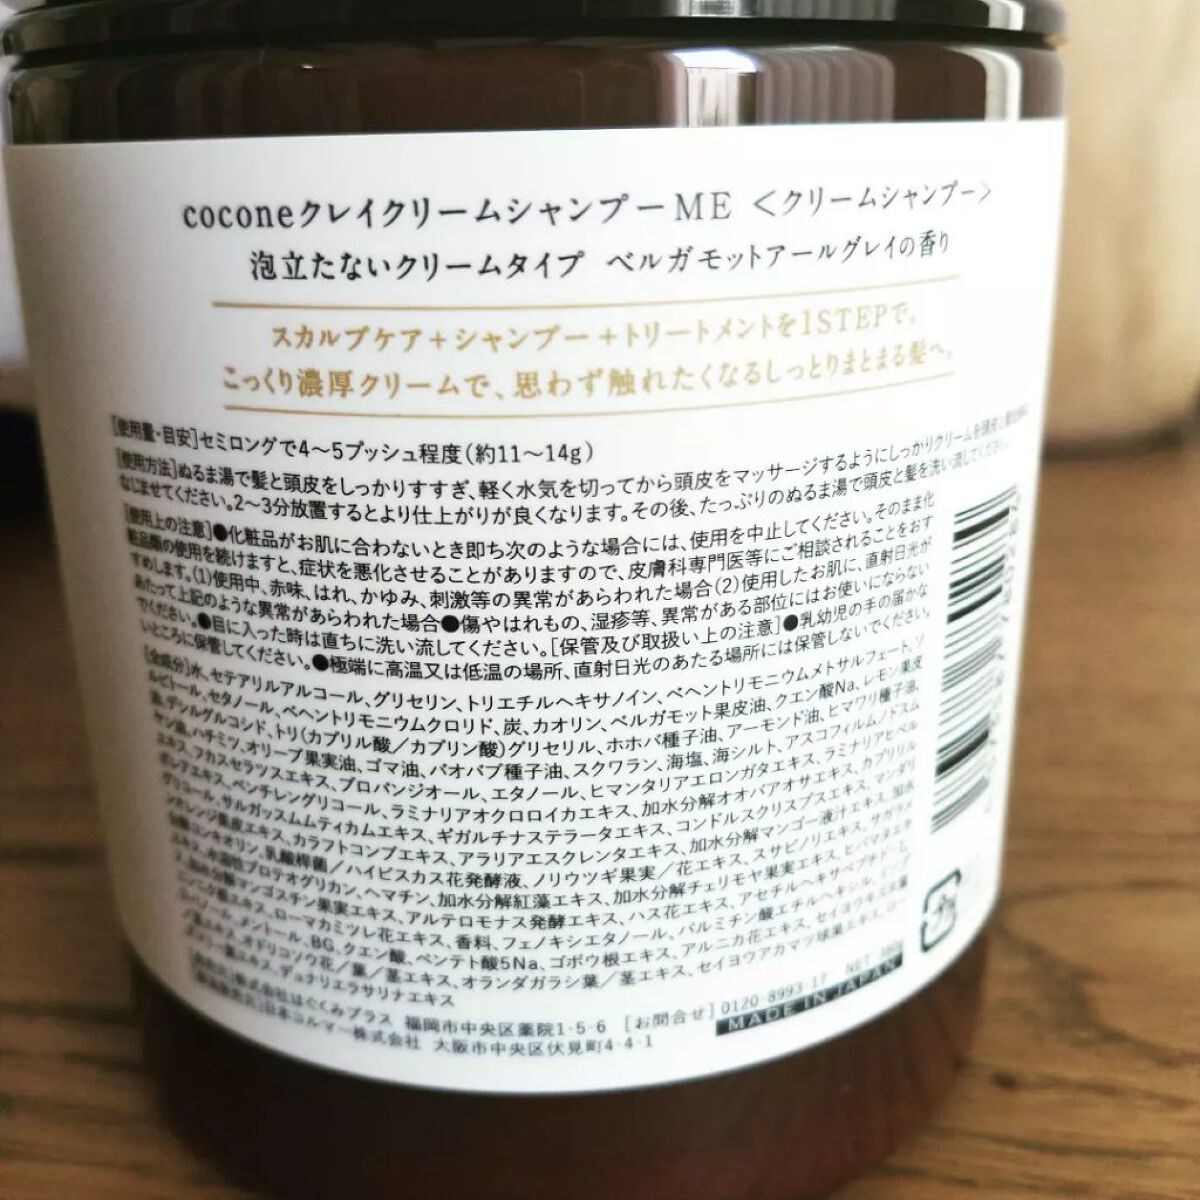 coconeクレイクリームシャンプーME <クリームシャンプー>
泡立たないクリームタイプ ベルガモットアールグレイの香り
スカルプケア+シャンプー+トリートメントを1STEPで。
こっくり濃厚クリームで、思わず触れたくなるしっとりまとまる髪へ。
[使用量・目安]セミロングで4〜5プッシュ程度(約11〜14g)
[使用方法]ぬるま湯で髪と頭皮をしっかりすすぎ、軽く水気を切ってから頭皮をマッサージするようにしっかりクリームを頭皮と
なじませてください。2〜3分放置するとより仕上がりが良くなります。その後、たっぷりのぬるま湯で頭皮と髪を洗い流してください。
[使用上の注意]●化粧品がお肌に合わないとき即ち次のような場合には、使用を中止してください。そのまま化
粧品類の使用を続けますと、症状を悪化させることがありますので、皮膚科専門医等にご相談されることをおす
すめします。(1)使用中、赤味、はれ、かゆみ、刺激等の異常があらわれた場合(2)使用したお肌に、直射日光が
あたって上記のような異常があらわれた場合●傷やはれもの、湿疹等、異常がある部位にはお使いにならない
でください。●目に入った時は直ちに洗い流してください。[保管及び取扱い上の注意]●乳幼児の手の届かな
いところに保管してください。●極端に高温又は低温の場所、直射日光のあたる場所には保管しないでください。
[全成分]水、セテアリルアルコール、グリセリン、トリエチルヘキサノイン、ベヘントリモニウムメトサルフェート、ソ
ルビトール、セタノール、ベヘントリモニウムクロリド、炭、カオリン、ベルガモット果皮油、クエン酸Na、レモン果皮
油、デシルグルコシド、トリ(カプリル酸/カプリン酸)グリセリル、ホホバ種子油、アーモンド油、ヒマワリ種子油、
ヤシ油、ハチミツ、オリーブ果実油、ゴマ油、バオバブ種子油、スクワラン、海塩、海シルト、アスコフィルムノドスム
エキス、フカスセラツスエキス、プロパンジオール、エタノール、ヒマンタリアエロンガタエキス、ラミナリアヒペル
ボレアエキス、ペンチレングリコール、ラミナリアオクロロイカエキス、加水分解オオバアオサエキス、カプリリル
グリコール、サルガッスムムティカムエキス、ギガルチナステラータエキス、コンドルスクリスプスエキス、マンダリ
ンオレンジ果皮エキス、カラフトコンブエキス、アラリアエスクレンタエキス、加水分解マンゴー液汁エキス、加水
分解コンキオリン、乳酸桿菌/ハイビスカス花発酵液、ノリウツギ果実/花エキス、スサビノリエキス、サガラメ
エキス、水溶性プロテオグリカン、ヘマチン、加水分解紅藻エキス、加水分解チェリモヤ果実エキス、ヒバマタエキ
ス、加水分解マンゴスチン果実エキス、アルテロモナス発酵エキス、ハス花エキス、アセチルヘキサペプチド-1、
ニンニク根エキス、ローマカミツレ花エキス、香料、フェノキシエタノール、パルミチン酸エチルヘキシル、イソプ
ロパノール、メントール、BG、クエン酸、ペンテト酸5Na、ゴボウ根エキス、アルニカ花エキス、セイヨウキズタ葉
/茎エキス、オドリコソウ花/葉/茎エキス、オランダガラシ葉/茎エキス、セイヨウアカマツ球果エキス、ロー
ズマリー葉エキス、デュナリエラサリナエキス
株式会社はぐくみプラス 福岡市中央区薬院1-5-6 [お問合せ]0120-8993-17 NET 360g
日本コルマー株式会社 大阪市中央区伏見町4-4-1 MADE IN JAPAN